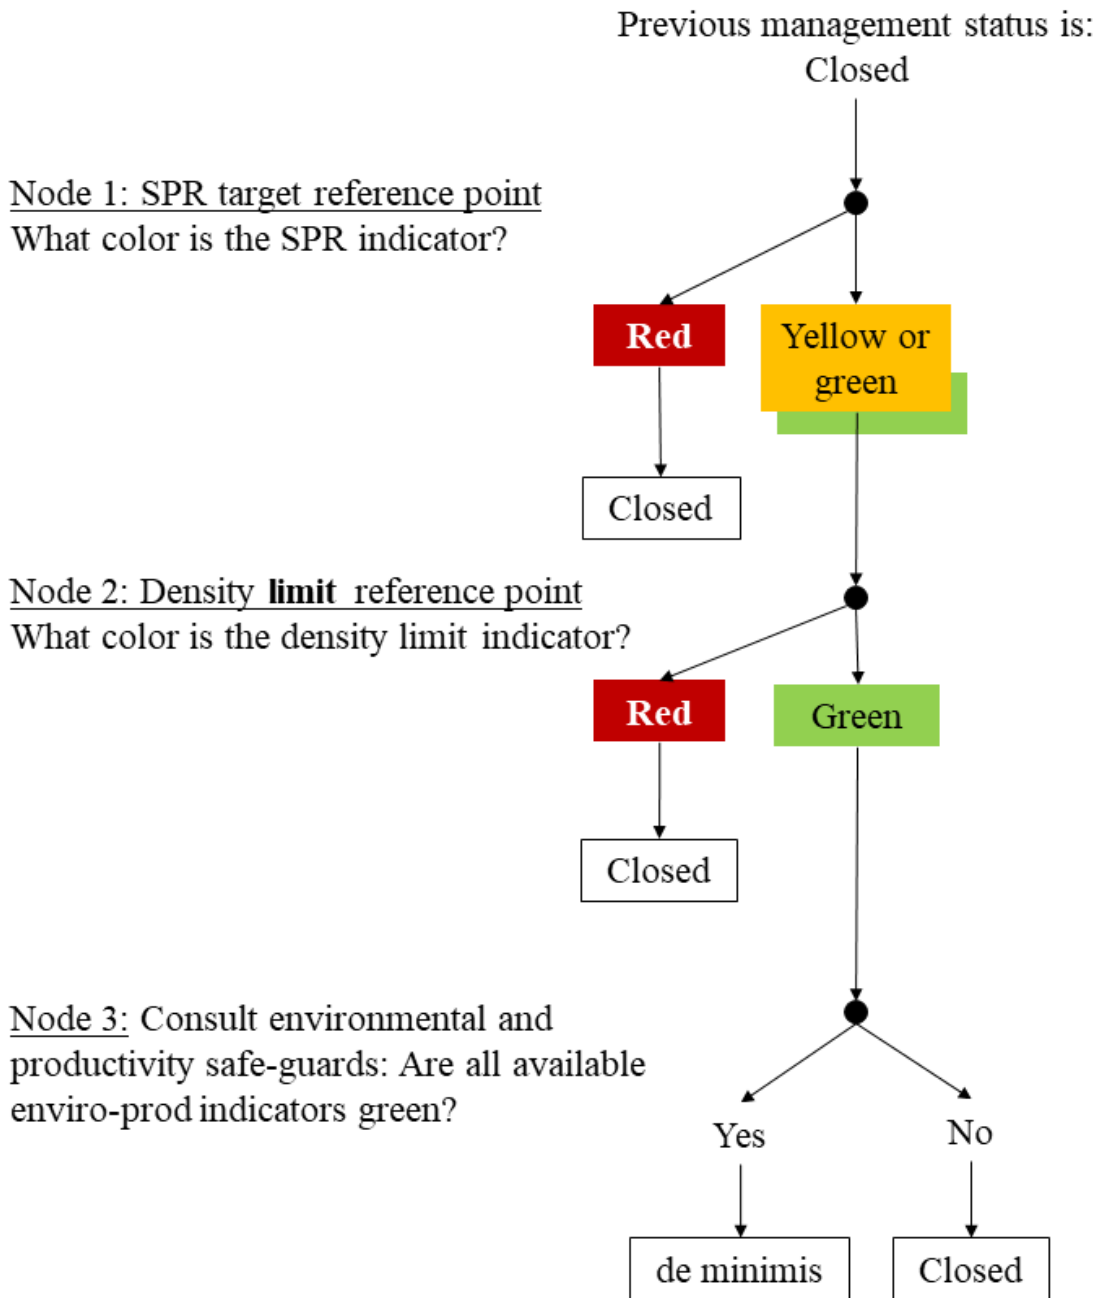 Previous management status is:
Closed
Node 1: SPR target reference point
What color is the SPR indicator?
Red
Yellow or
green
Closed
Node 2: Density limit reference point
What color is the density limit indicator?
Red
Green
Closed
Node 3: Consult environmental and
productivity safe-guards: Are all available
enviro-prod indicators green?
Yes
No
de minimis
Closed